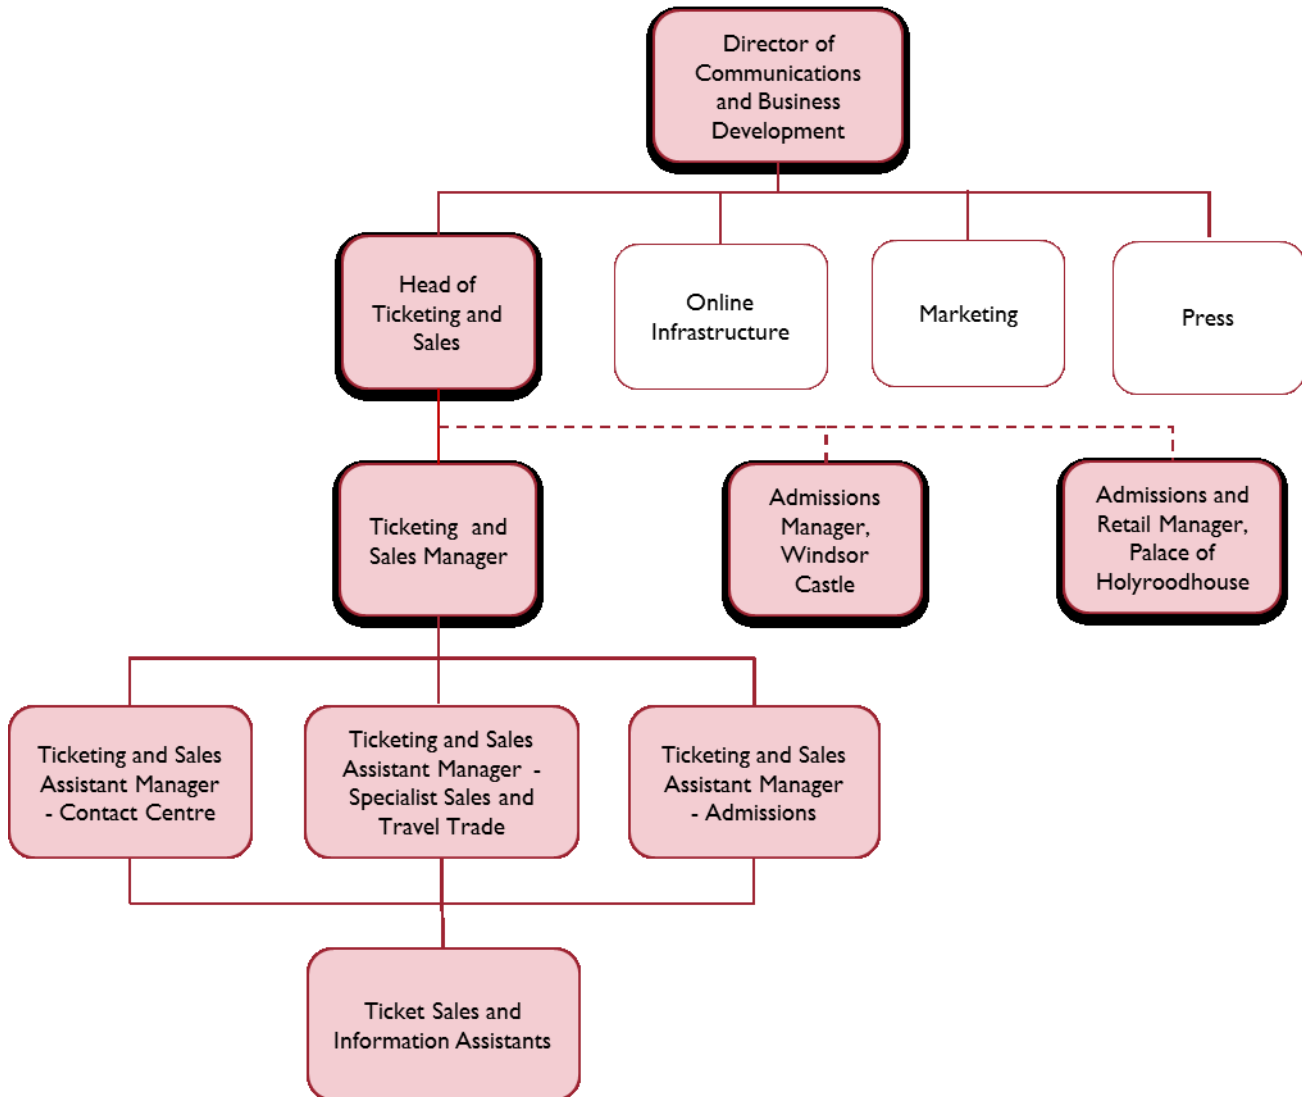 Director of
Communications
and Business
Development
Head of
Ticketing and
Sales
Online
Infrastructure
Marketing
Press
Ticketing and
Sales Manager
Admissions
Manager,
Windsor
Castle
Admissions and
Retail Manager,
Palace of
Holyroodhouse
Ticketing and Sales
Assistant Manager
- Contact Centre
Ticketing and Sales
Assistant Manager -
Specialist Sales and
Travel Trade
Ticketing and Sales
Assistant Manager
- Admissions
Ticket Sales and
Information Assistants